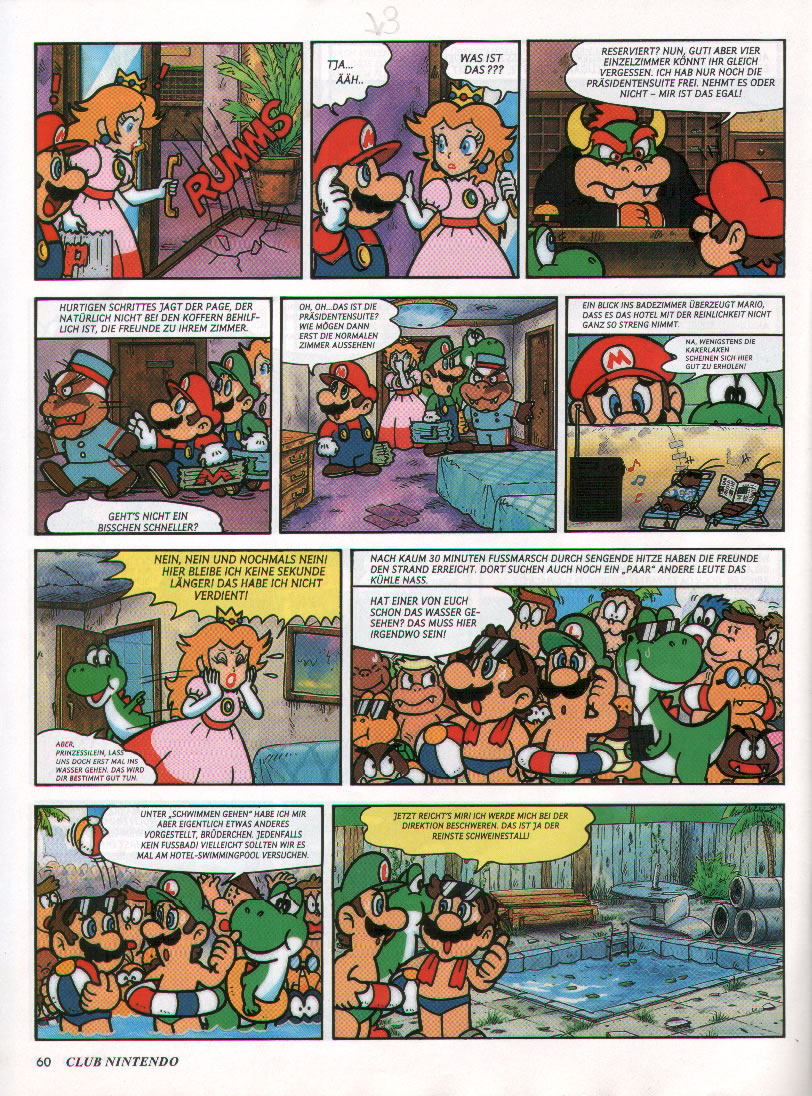 RUMMS
TJA...
ÄÄH..
WAS IST
DAS ???
RESERVIERT? NUN, GUT! ABER VIER
EINZELZIMMER KÖNNT IHR GLEICH
VERGESSEN. ICH HAB NUR NOCH DIE
PRÄSIDENTENSUITE FREI. NEHMT ES ODER
NICHT – MIR IST DAS EGAL!
HURTIGEN SCHRITTES JAGT DER PAGE, DER
NATÜRLICH NICHT BEI DEN KOFFERN BEHILF-
LICH IST, DIE FREUNDE ZU IHREM ZIMMER.
GEHT'S NICHT EIN
BISSCHEN SCHNELLER?
OH, OH...DAS IST DIE
PRÄSIDENTENSUITE?
WIE MÖGEN DANN
ERST DIE NORMALEN
ZIMMER AUSSEHEN!
EIN BLICK INS BADEZIMMER ÜBERZEUGT MARIO,
DASS ES DAS HOTEL MIT DER REINLICHKEIT NICHT
GANZ SO STRENG NIMMT.
NA, WENIGSTENS DIE
KAKERLAKEN
SCHEINEN SICH HIER
GUT ZU ERHOLEN!
NEIN, NEIN UND NOCHMALS NEIN!
HIER BLEIBE ICH KEINE SEKUNDE
LÄNGER! DAS HABE ICH NICHT
VERDIENT!
ABER,
PRINZESSILEIN, LASS
UNS DOCH ERST MAL INS
WASSER GEHEN. DAS WIRD
DIR BESTIMMT GUT TUN.
NACH KAUM 30 MINUTEN FUSSMARSCH DURCH SENGENDE HITZE HABEN DIE FREUNDE
DEN STRAND ERREICHT. DORT SUCHEN AUCH NOCH EIN „PAAR“ ANDERE LEUTE DAS
KÜHLE NASS.
HAT EINER VON EUCH
SCHON DAS WASSER GE-
SEHEN? DAS MUSS HIER
IRGENDWO SEIN!
UNTER „SCHWIMMEN GEHEN“ HABE ICH MIR
ABER EIGENTLICH ETWAS ANDERES
VORGESTELLT, BRÜDERCHEN. JEDENFALLS
KEIN FUSSBAD! VIELLEICHT SOLLTEN WIR ES
MAL AM HOTEL-SWIMMINGPOOL VERSUCHEN.
JETZT REICHT'S MIR! ICH WERDE MICH BEI DER
DIREKTION BESCHWEREN. DAS IST JA DER
REINSTE SCHWEINESTALL!
60 CLUB NINTENDO